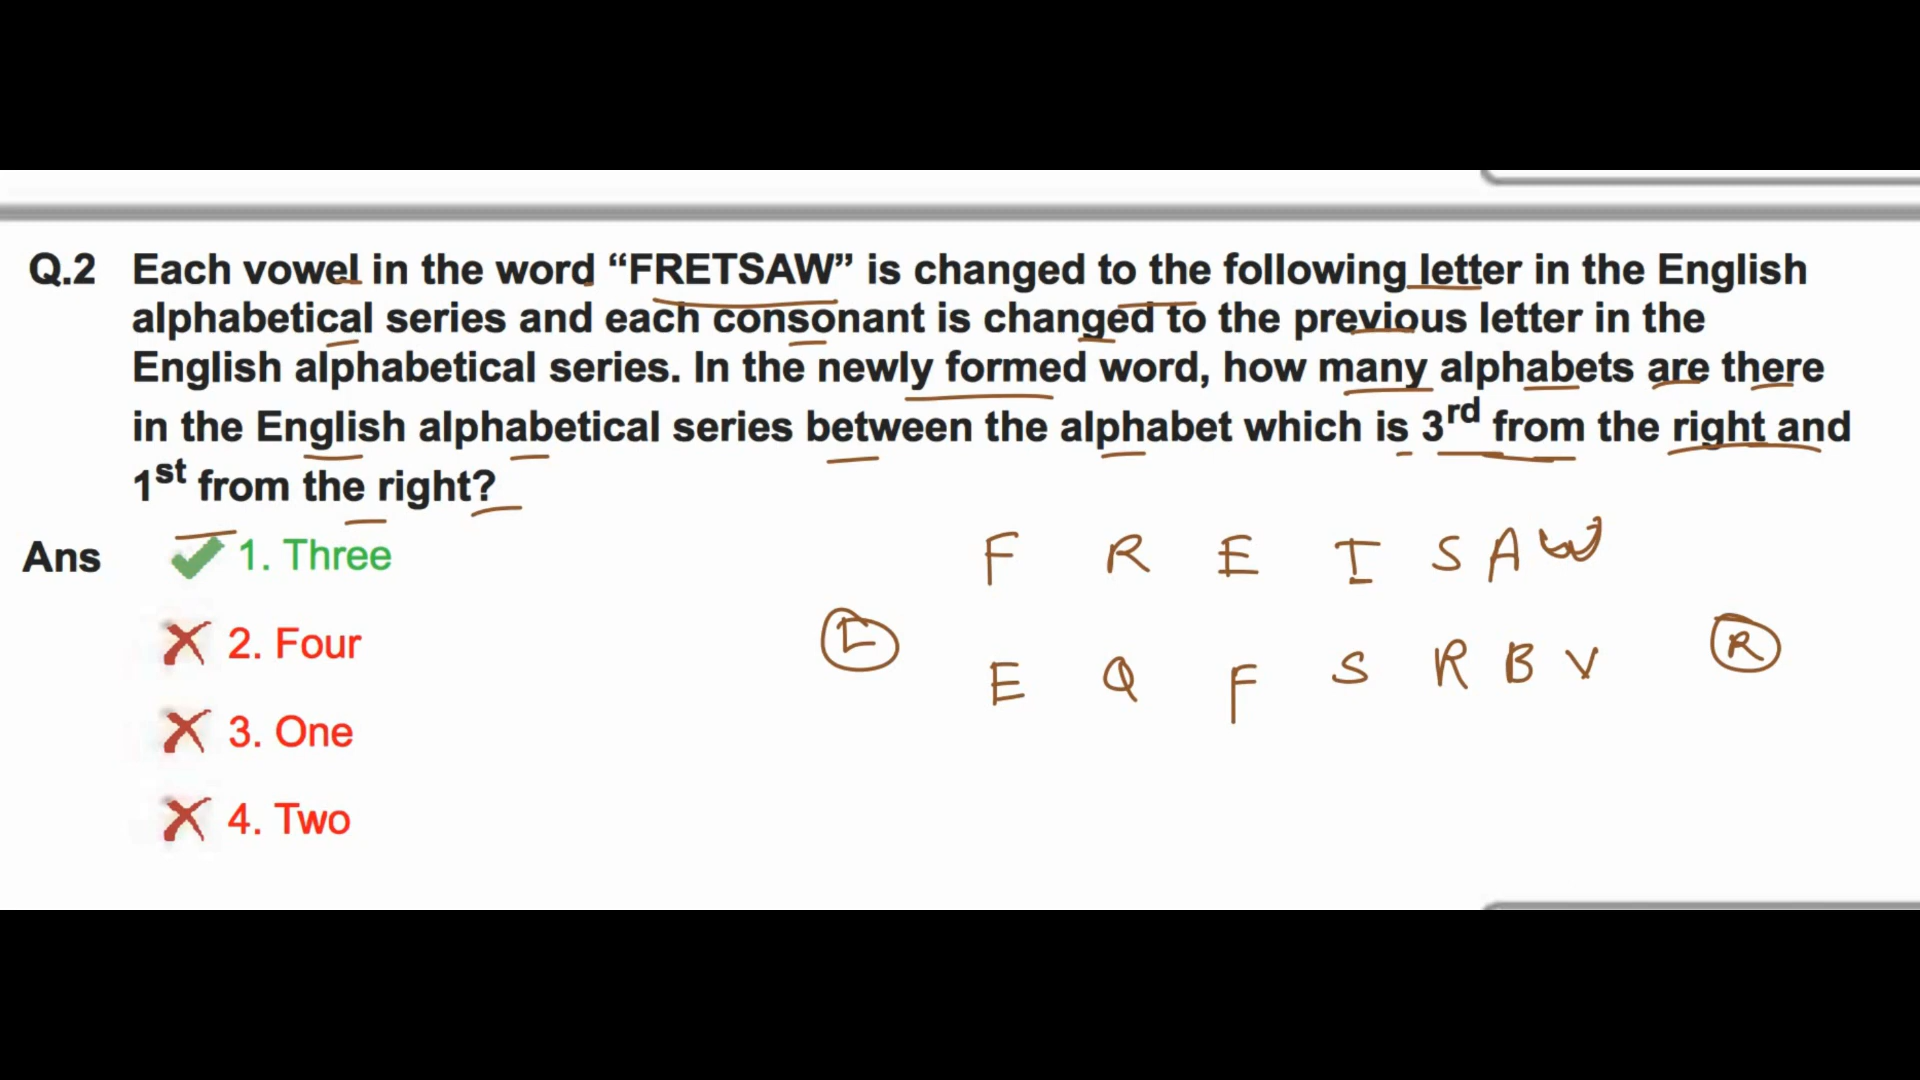 Q.2 Each vowel in the word “FRETSAW” is changed to the following letter in the English
alphabetical series and each consonant is changed to the previous letter in the
English alphabetical series. In the newly formed word, how many alphabets are there
in the English alphabetical series between the alphabet which is 3rd from the right and
1st from the right?
Ans 1. Three
2. Four
3. One
4. Two
F R E T S A W
L R
E Q F S R B V